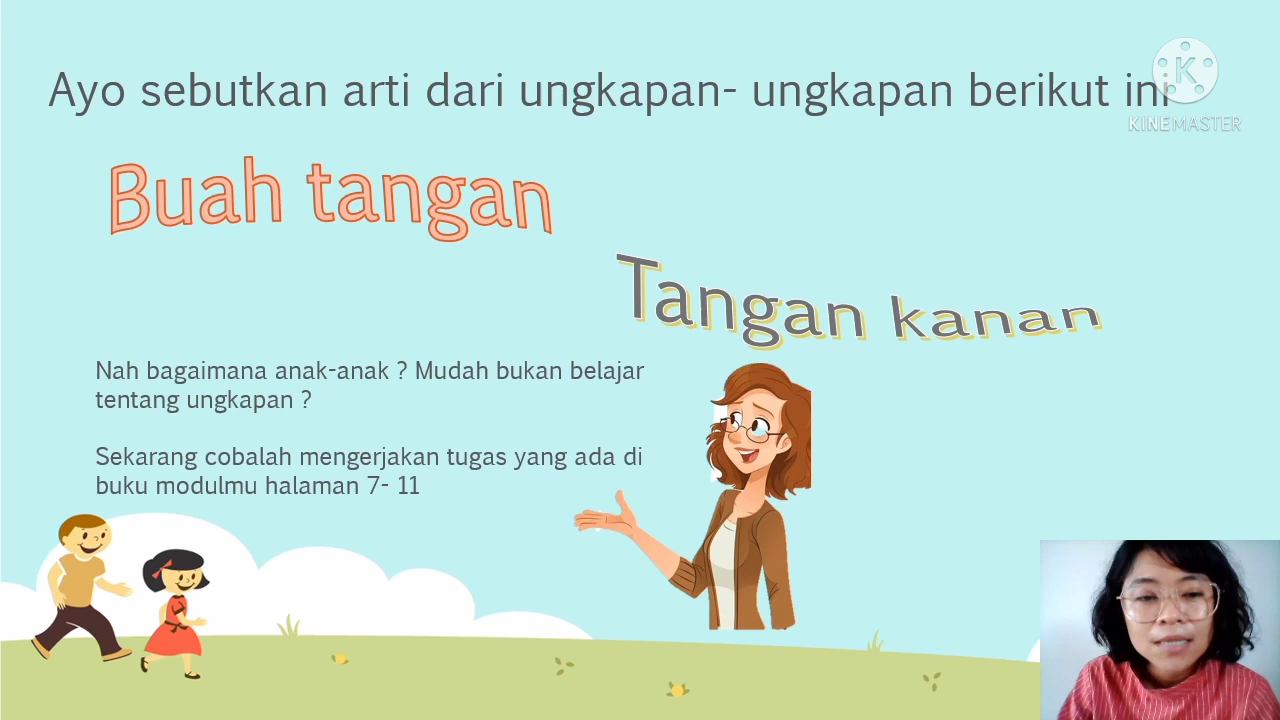 Ayo sebutkan arti dari ungkapan- ungkapan berikut ini
K
KINEMASTER
Buah tangan
Tangan kanan
Nah bagaimana anak-anak ? Mudah bukan belajar
tentang ungkapan ?
Sekarang cobalah mengerjakan tugas yang ada di
buku modulmu halaman 7- 11